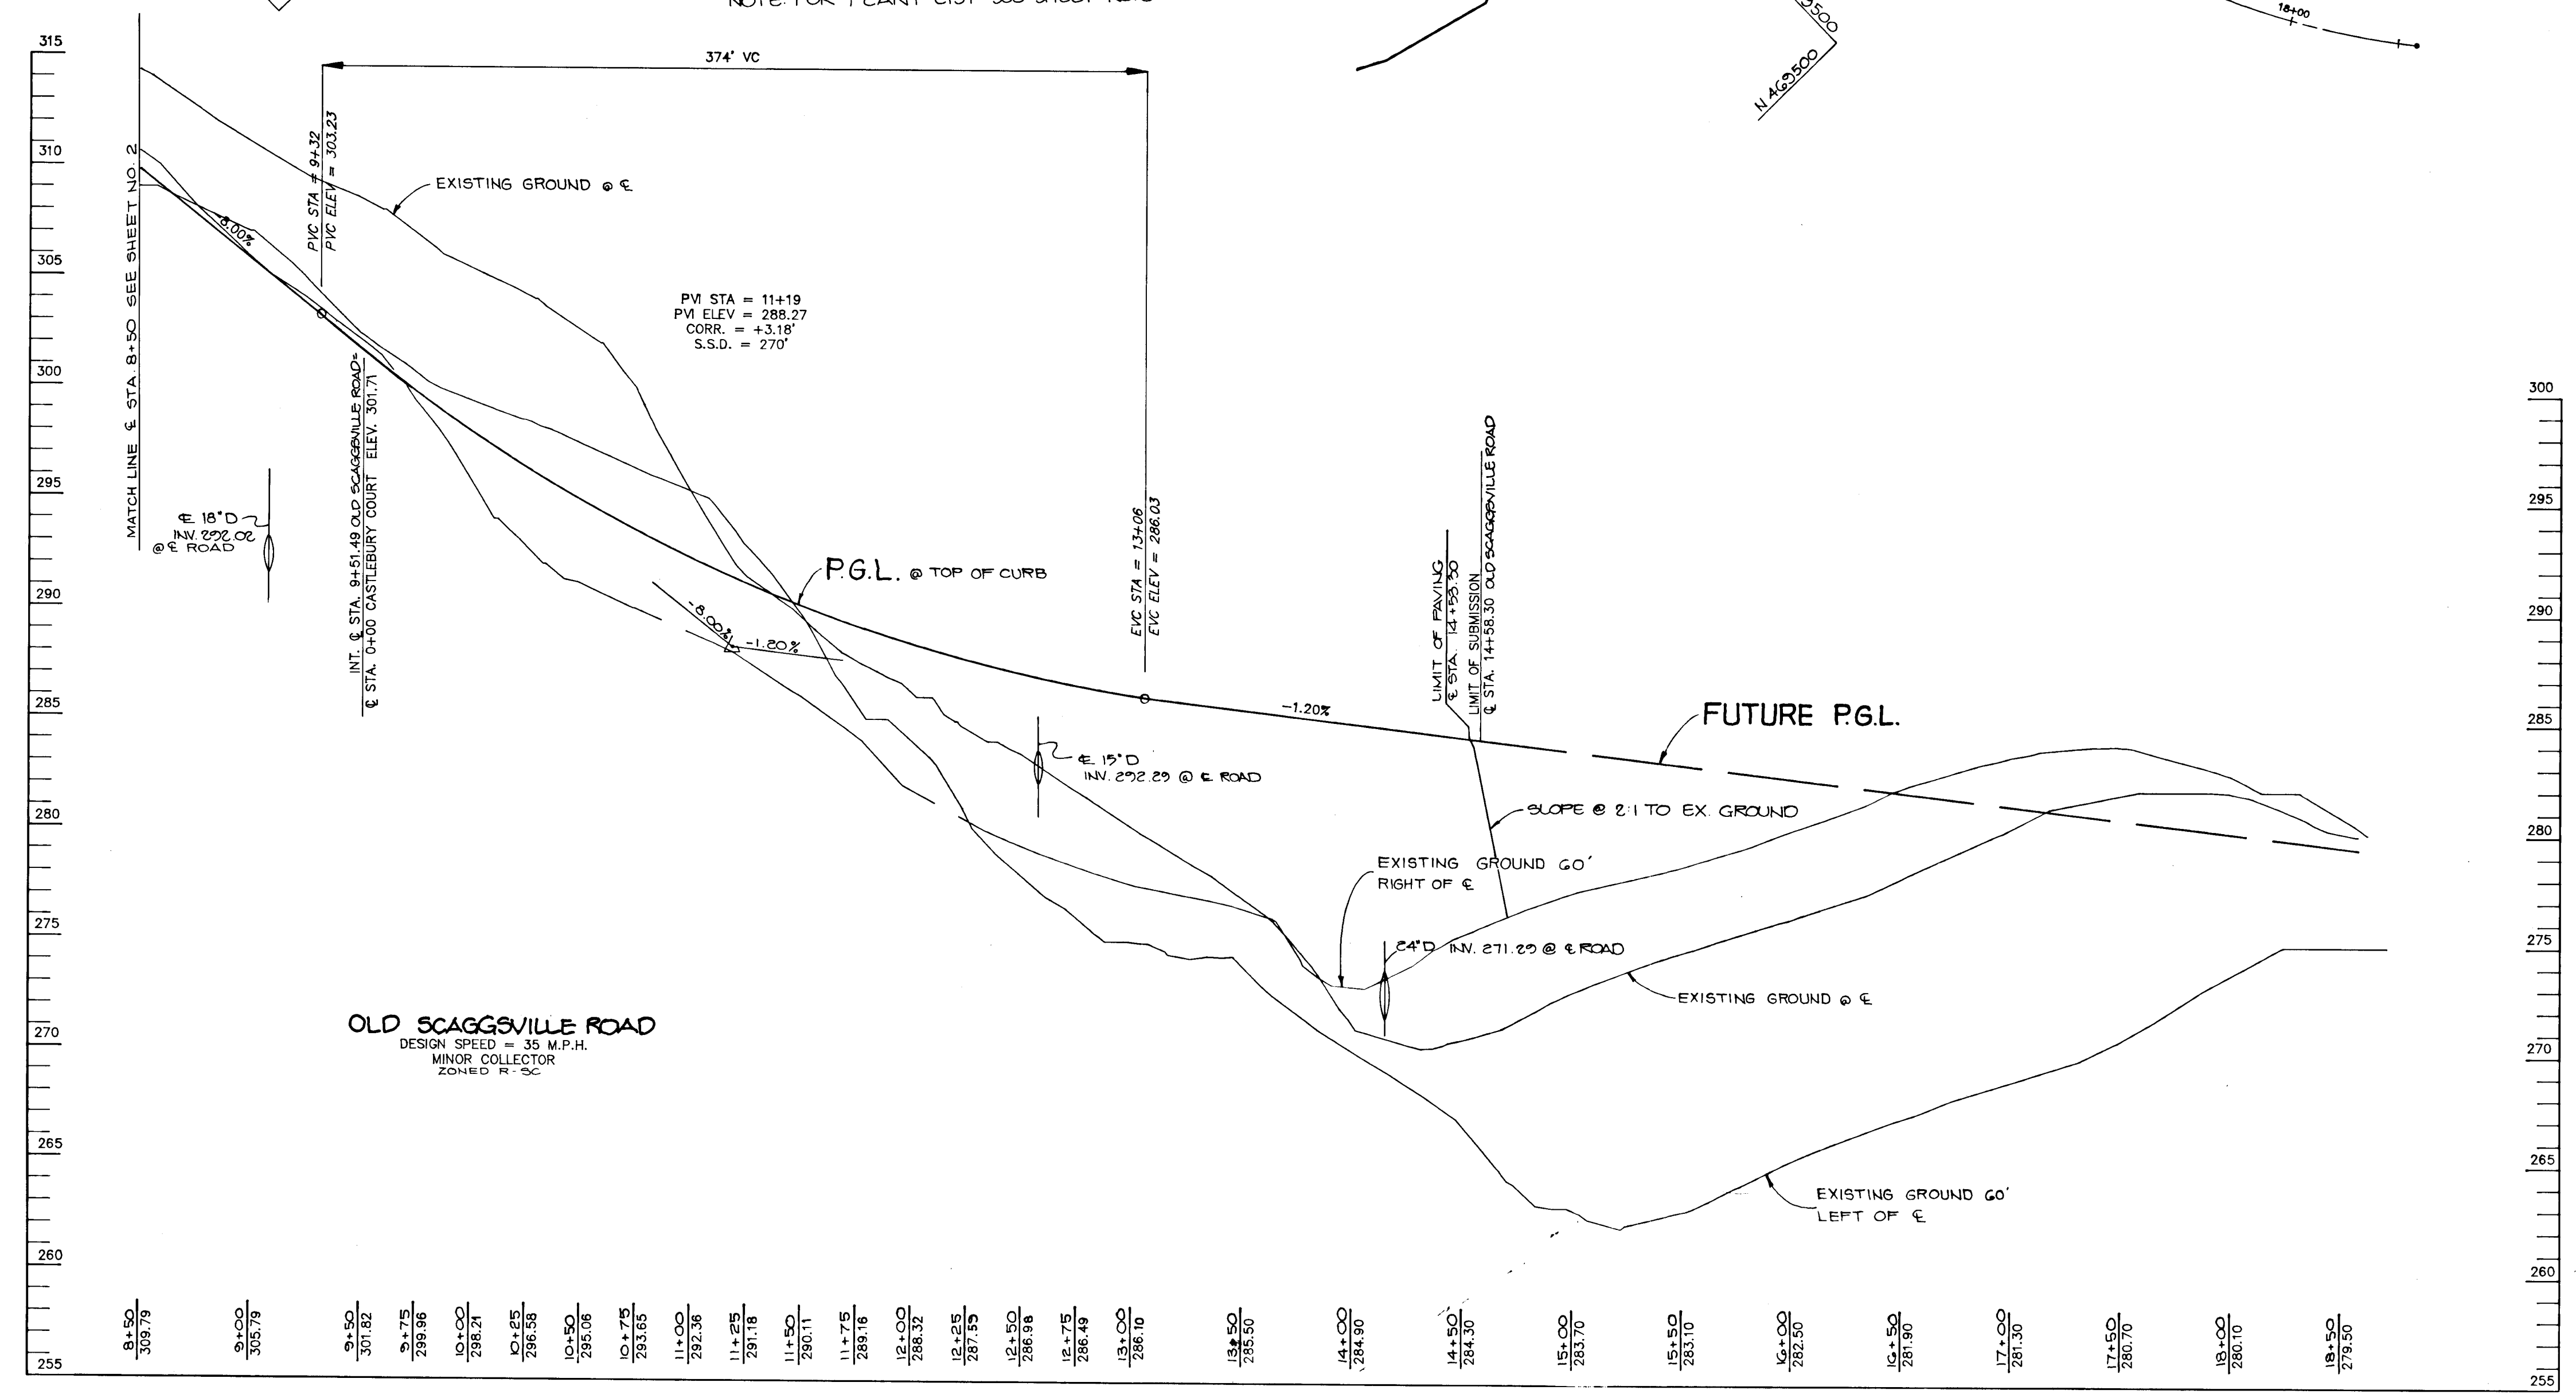 18+00
9500
N 469500
315
310
305
300
295
290
285
280
275
270
265
260
255
374' VC
MATCH LINE ℄ STA. 8+50 SEE SHEET NO. 2
PVC STA = 9+32
PVC ELEV = 303.23
EXISTING GROUND @ ℄
-8.00%
PVI STA = 11+19
PVI ELEV = 288.27
CORR. = +3.18'
S.S.D. = 270'
℄ 18"D
INV. 292.02
@ ℄ ROAD
INT. ℄ STA. 9+51.49 OLD SCAGGSVILLE ROAD=
℄ STA. 0+00 CASTLEBURY COURT ELEV. 301.71
P.G.L. @ TOP OF CURB
-8.00%
-1.20%
EVC STA = 13+06
EVC ELEV = 286.03
-1.20%
℄ 15"D
INV. 292.29 @ ℄ ROAD
LIMIT OF PAVING
LIMIT OF SUBMISSION
℄ STA. 14+58.30 OLD SCAGGSVILLE ROAD
FUTURE P.G.L.
SLOPE @ 2:1 TO EX. GROUND
EXISTING GROUND 60'
RIGHT OF ℄
24"D INV. 271.29 @ ℄ ROAD
EXISTING GROUND @ ℄
EXISTING GROUND 60'
LEFT OF ℄
OLD SCAGGSVILLE ROAD
DESIGN SPEED = 35 M.P.H.
MINOR COLLECTOR
ZONED R-SC
300
295
290
285
280
275
270
265
260
255
8+50 309.79
9+00 305.79
9+50 301.82
9+75 299.96
10+00 298.21
10+25 296.58
10+50 295.06
10+75 293.65
11+00 292.36
11+25 291.18
11+50 290.11
11+75 289.16
12+00 288.32
12+25 287.59
12+50 286.98
12+75 286.49
13+00 286.10
13+50 285.50
14+00 284.90
14+50 284.30
15+00 283.70
15+50 283.10
16+00 282.50
16+50 281.90
17+00 281.30
17+50 280.70
18+00 280.10
18+50 279.50